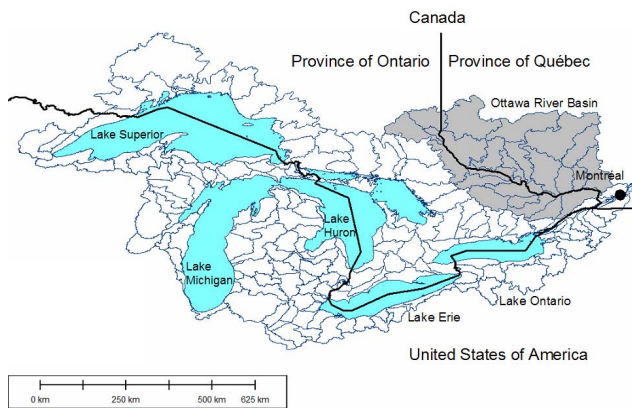 Canada
Province of Ontario
Province of Québec
Ottawa River Basin
Lake Superior
Montréal
Lake
Huron
Lake
Michigan
Lake Ontario
Lake Erie
United States of America
0 km
250 km
500 km
625 km